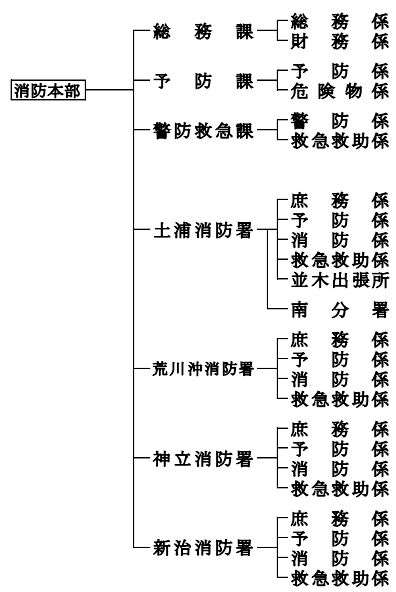 消防本部
総務課
総務係
財務係
予防課
予防係
危険物係
警防救急課
警防係
救急救助係
土浦消防署
庶務係
予防係
消防係
救急救助係
並木出張所
南分署
荒川沖消防署
庶務係
予防係
消防係
救急救助係
神立消防署
庶務係
予防係
消防係
救急救助係
新治消防署
庶務係
予防係
消防係
救急救助係